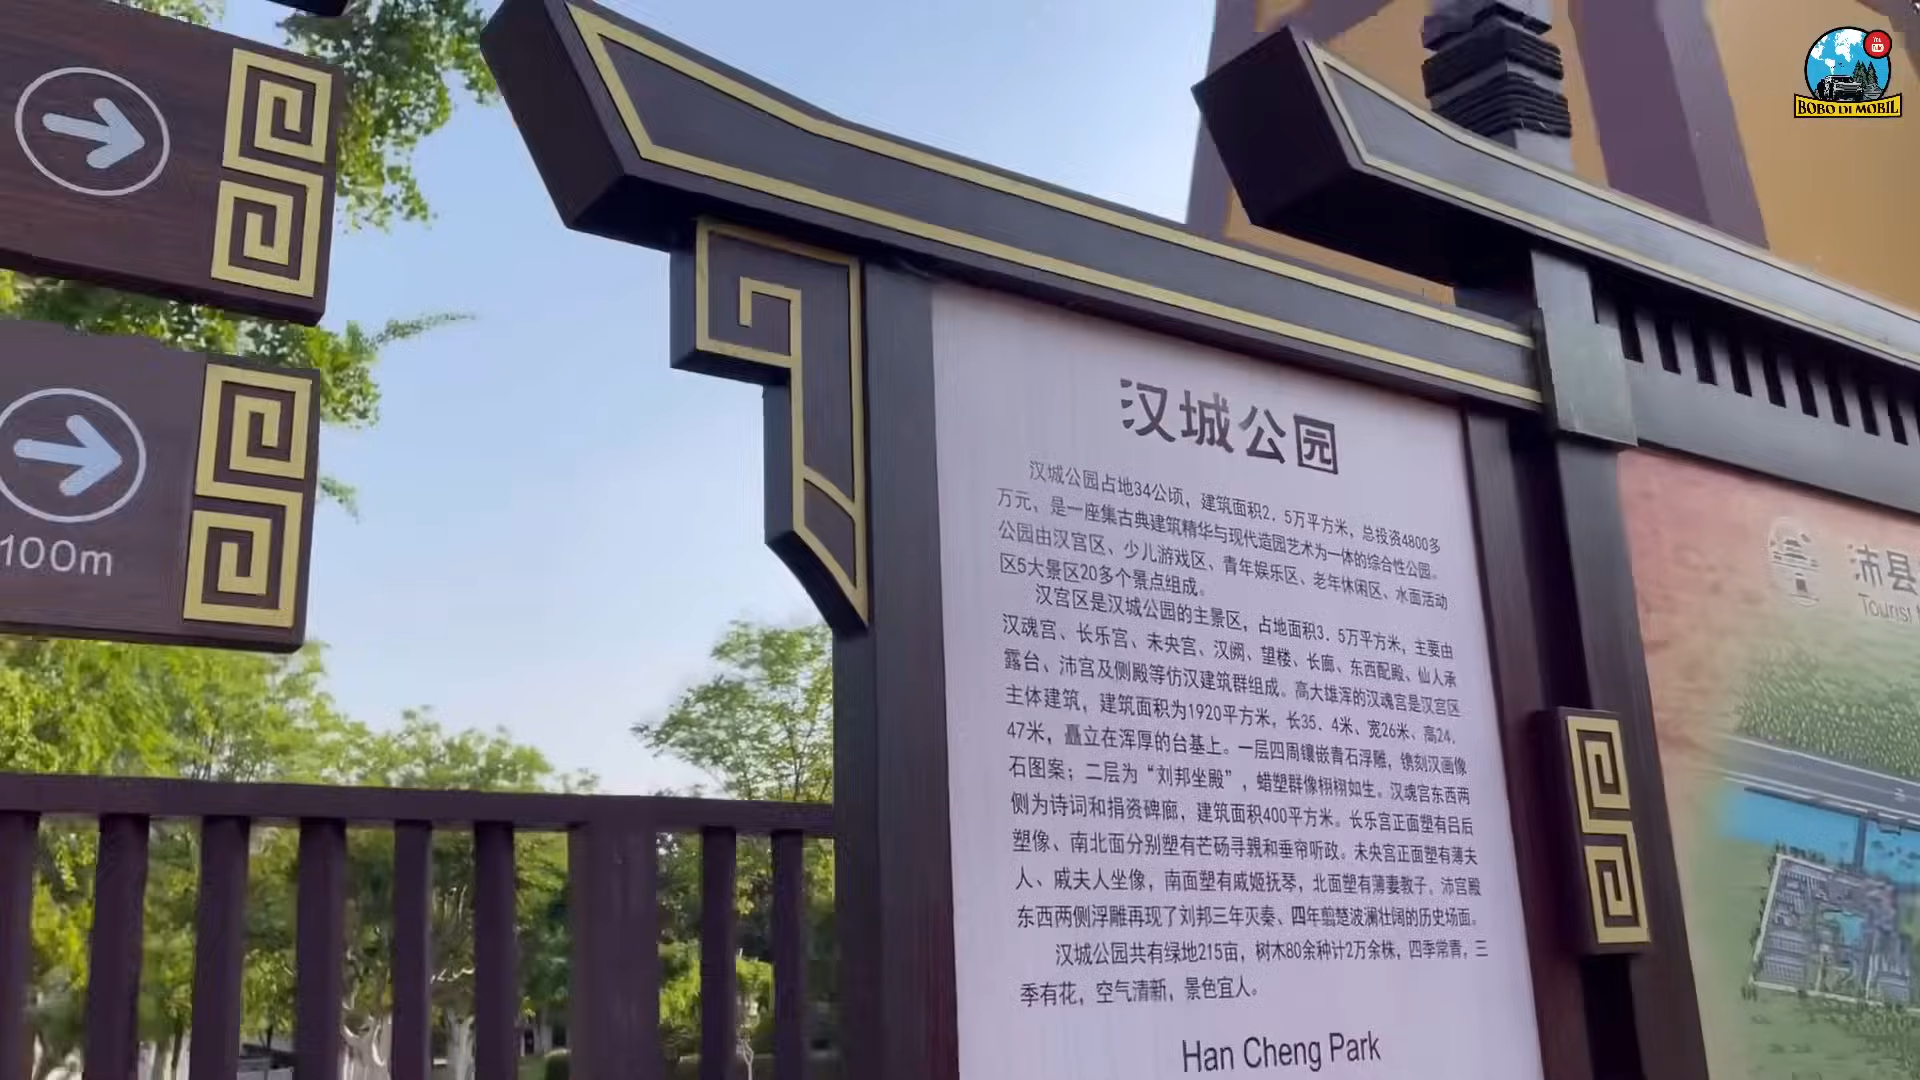 BOBO DI MOBIL
100m
汉城公园
汉城公园占地34公顷，建筑面积2.5万平方米，总投资4800多
万元，是一座集古典建筑精华与现代造园艺术为一体的综合性公园。
公园由汉宫区、少儿游戏区、青年娱乐区、老年休闲区、水面活动
区5大景区20多个景点组成。
汉宫区是汉城公园的主景区，占地面积3.5万平方米，主要由
汉魂宫、长乐宫、未央宫、汉阙、望楼、长廊、东西配殿、仙人承
露台、沛宫及侧殿等仿汉建筑群组成。高大雄浑的汉魂宫是汉宫区
主体建筑，建筑面积为1920平方米，长35.4米、宽26米、高24.
47米，矗立在浑厚的台基上。一层四周镶嵌青石浮雕，镌刻汉画像
石图案；二层为“刘邦坐殿”，蜡塑群像栩栩如生。汉魂宫东西两
侧为诗词和捐资碑廊，建筑面积400平方米。长乐宫正面塑有吕后
塑像、南北面分别塑有芒砀寻親和垂帘听政。未央宫正面塑有薄夫
人、戚夫人坐像，南面塑有戚姬抚琴，北面塑有薄妻教子。沛宫殿
东西两侧浮雕再现了刘邦三年灭秦、四年翦楚波澜壮阔的历史场面。
汉城公园共有绿地215亩，树木80余种计2万余株，四季常青，三
季有花，空气清新，景色宜人。
Han Cheng Park
沛县
Tourist